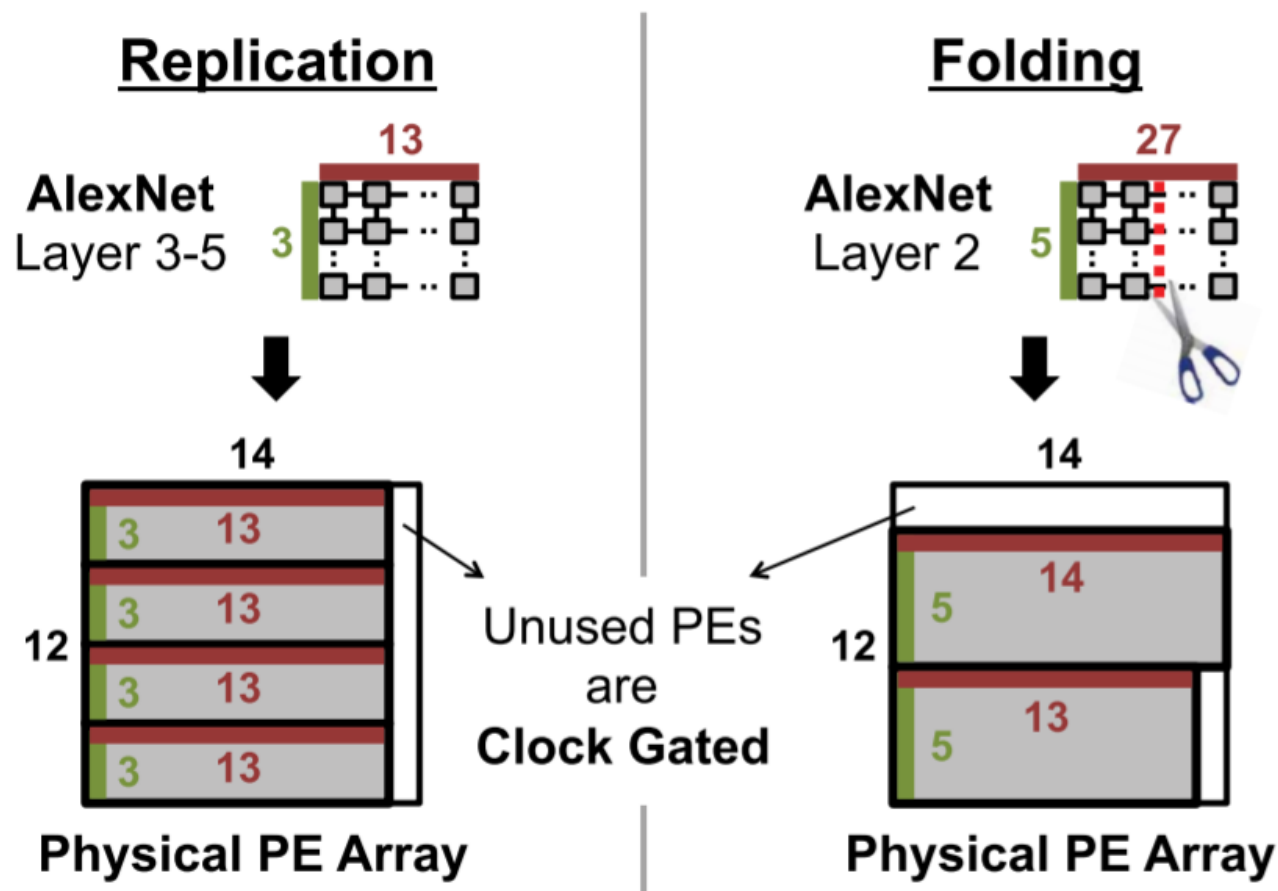 Replication
13
AlexNet
Layer 3-5
3
14
3 13
3 13
12
3 13
3 13
Physical PE Array
Unused PEs
are
Clock Gated
Folding
27
AlexNet
Layer 2
5
14
14
5
12
13
5
Physical PE Array